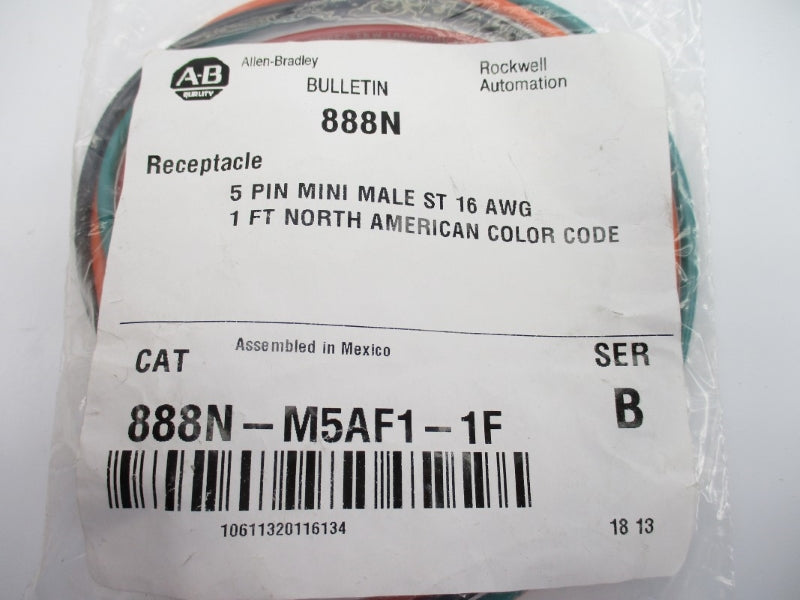 A-B
QUALITY
Allen-Bradley
Rockwell
Automation
BULLETIN
888N
Receptacle
5 PIN MINI MALE ST 16 AWG
1 FT NORTH AMERICAN COLOR CODE
Assembled in Mexico
CAT
SER
888N-M5AF1-1F
B
10611320116134
18 13